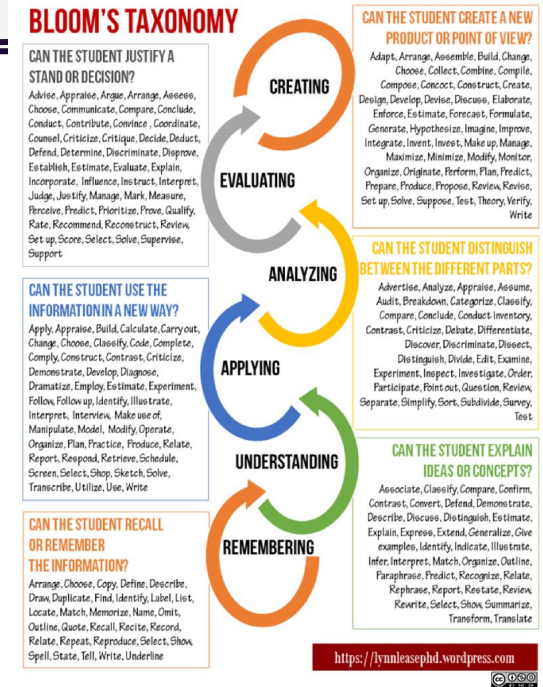 BLOOM'S TAXONOMY
CAN THE STUDENT JUSTIFY A
STAND OR DECISION?
Advise, Appraise, Argue, Arrange, Assess,
Choose, Communicate, Compare, Conclude,
Conduct, Contribute, Convince, Coordinate,
Counsel, Criticize, Critique, Decide, Deduct,
Defend, Determine, Discriminate, Disprove,
Establish, Estimate, Evaluate, Explain,
Incorporate, Influence, Instruct, Interpret,
Judge, Justify, Manage, Mark, Measure,
Perceive, Predict, Prioritize, Prove, Qualify,
Rate, Recommend, Reconstruct, Review,
Set up, Score, Select, Solve, Supervise,
Support
CAN THE STUDENT USE THE
INFORMATION IN A NEW WAY?
Apply, Appraise, Build, Calculate, Carry out,
Change, Choose, Classify, Code, Complete,
Comply, Construct, Contrast, Criticize,
Demonstrate, Develop, Diagnose,
Dramatize, Employ, Estimate, Experiment,
Follow, Follow up, Identify, Illustrate,
Interpret, Interview, Make use of,
Manipulate, Model, Modify, Operate,
Organize, Plan, Practice, Produce, Relate,
Report, Respond, Retrieve, Schedule,
Screen, Select, Shop, Sketch, Solve,
Transcribe, Utilize, Use, Write
CAN THE STUDENT RECALL
OR REMEMBER
THE INFORMATION?
Arrange, Choose, Copy, Define, Describe,
Draw, Duplicate, Find, Identify, Label, List,
Locate, Match, Memorize, Name, Omit,
Outline, Quote, Recall, Recite, Record,
Relate, Repeat, Reproduce, Select, Show,
Spell, State, Tell, Write, Underline
CREATING
EVALUATING
ANALYZING
APPLYING
UNDERSTANDING
REMEMBERING
CAN THE STUDENT CREATE A NEW
PRODUCT OR POINT OF VIEW?
Adapt, Arrange, Assemble, Build, Change,
Choose, Collect, Combine, Compile,
Compose, Concoct, Construct, Create,
Design, Develop, Devise, Discuss, Elaborate,
Enforce, Estimate, Forecast, Formulate,
Generate, Hypothesize, Imagine, Improve,
Integrate, Invent, Invest, Make up, Manage,
Maximize, Minimize, Modify, Monitor,
Organize, Originate, Perform, Plan, Predict,
Prepare, Produce, Propose, Review, Revise,
Set up, Solve, Suppose, Test, Theory, Verify,
Write
CAN THE STUDENT DISTINGUISH
BETWEEN THE DIFFERENT PARTS?
Advertise, Analyze, Appraise, Assume,
Audit, Breakdown, Categorize, Classify,
Compare, Conclude, Conduct inventory,
Contrast, Criticize, Debate, Differentiate,
Discover, Discriminate, Dissect,
Distinguish, Divide, Edit, Examine,
Experiment, Inspect, Investigate, Order,
Participate, Point out, Question, Review,
Separate, Simplify, Sort, Subdivide, Survey,
Test
CAN THE STUDENT EXPLAIN
IDEAS OR CONCEPTS?
Associate, Classify, Compare, Confirm,
Contrast, Convert, Defend, Demonstrate,
Describe, Discuss, Distinguish, Estimate,
Explain, Express, Extend, Generalize, Give
examples, Identify, Indicate, Illustrate,
Infer, Interpret, Match, Organize, Outline,
Paraphrase, Predict, Recognize, Relate,
Rephrase, Report, Restate, Review,
Rewrite, Select, Show, Summarize,
Transform, Translate
https://lynnleasephd.wordpress.com